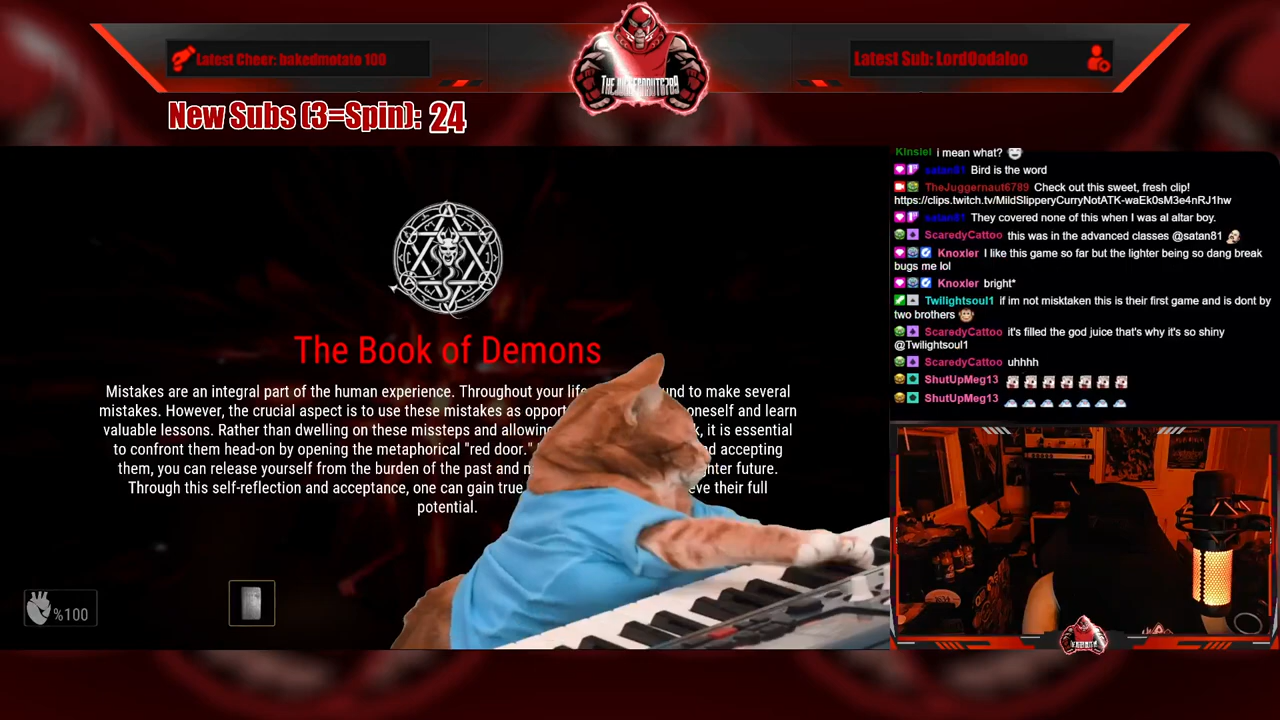 Latest Cheer: bakedmotato 100
THEJUGGERNAUT6789
Latest Sub: LordOodaloo
New Subs (3=Spin): 24
Kinsiel i mean what?
satan81 Bird is the word
TheJuggernaut6789 Check out this sweet, fresh clip!
https://clips.twitch.tv/MildSlipperyCurryNotATK-waEk0sM3e4nRJ1hw
satan81 They covered none of this when I was al altar boy.
ScaredyCattoo this was in the advanced classes @satan81
Knoxler I like this game so far but the lighter being so dang break
bugs me lol
Knoxler bright*
Twilightsoul1 if im not misktaken this is their first game and is dont by
two brothers
ScaredyCattoo it's filled the god juice that's why it's so shiny
@Twilightsoul1
ScaredyCattoo uhhhh
ShutUpMeg13
ShutUpMeg13
The Book of Demons
Mistakes are an integral part of the human experience. Throughout your life to make several
mistakes. However, the crucial aspect is to use these mistakes as oneself and learn
valuable lessons. Rather than dwelling on these missteps and allowing it is essential
to confront them head-on by opening the metaphorical "red door." and accepting
them, you can release yourself from the burden of the past and future.
Through this self-reflection and acceptance, one can gain true their full
potential.
%100